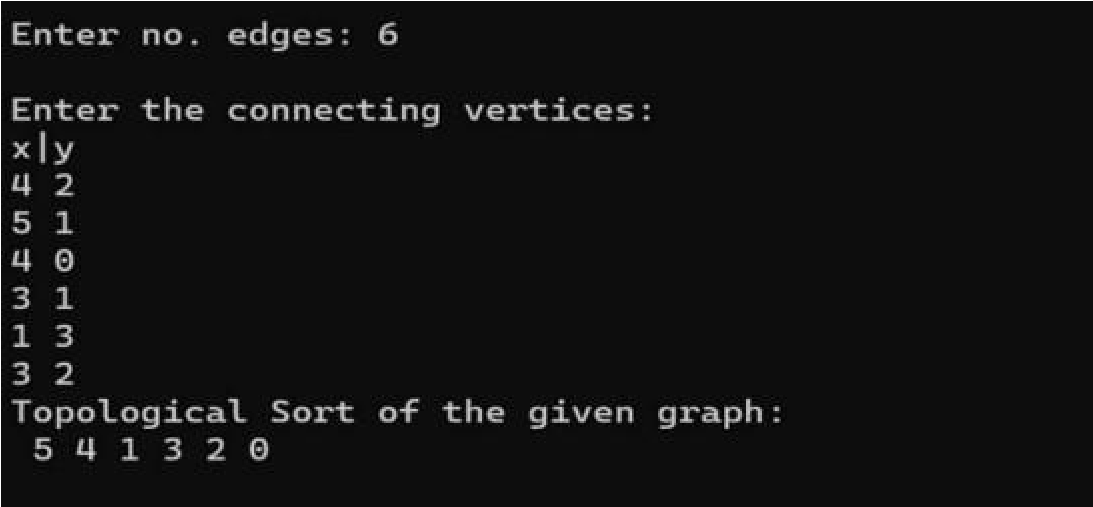 Enter no. edges: 6
Enter the connecting vertices:
x|y
4 2
5 1
4 0
3 1
1 3
3 2
Topological Sort of the given graph:
5 4 1 3 2 0